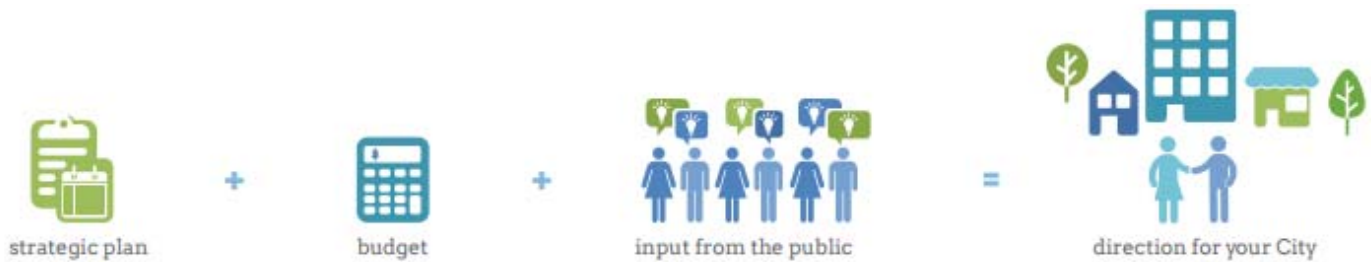 strategic plan
+
budget
+
input from the public
=
direction for your City